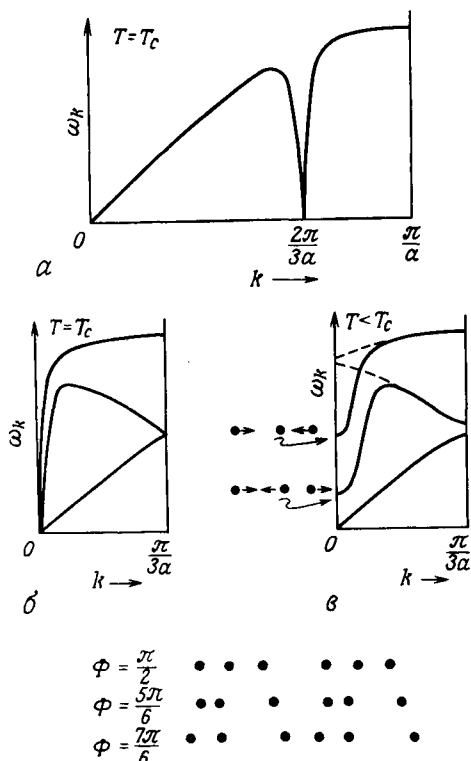 T = T_c
ω_k
0
2π/3a
π/a
k →
а
T = T_c
ω_k
0
π/3a
k →
б
T < T_c
ω_k
0
π/3a
k →
в
Φ = π/2
Φ = 5π/6
Φ = 7π/6